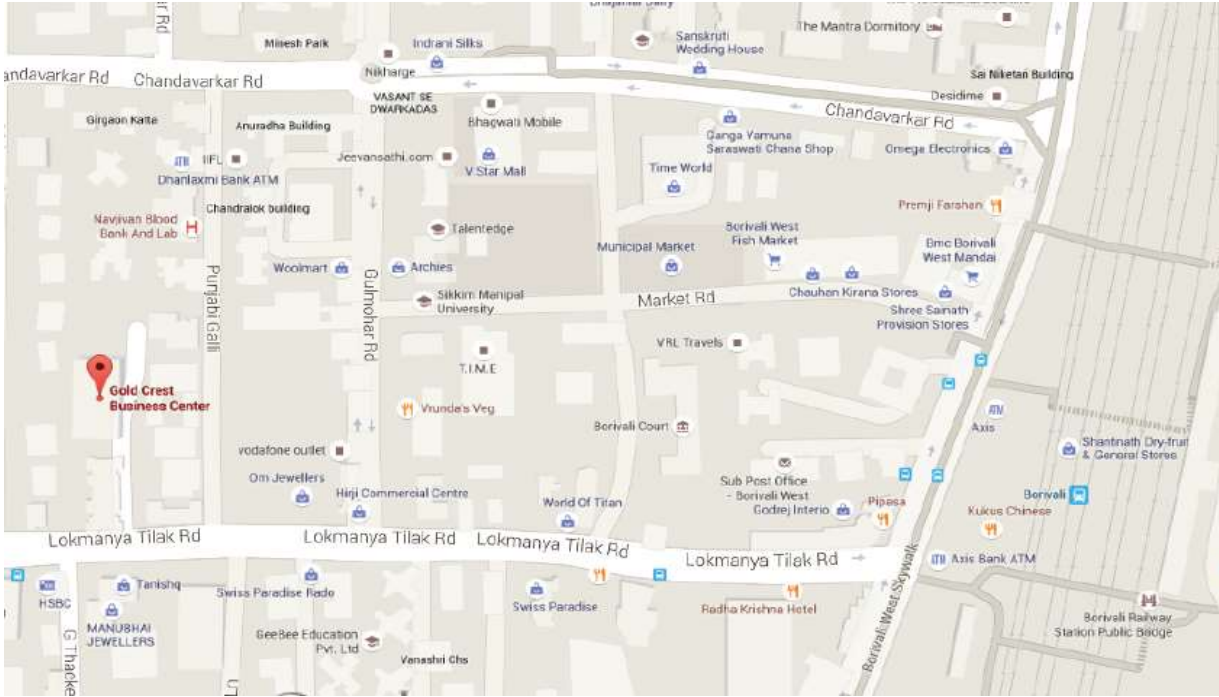 Bhajanlal Dairy
The Mantra Dormitory
Sanskruti
Wedding House
Minesh Park
Indrani Silks
Nikharge
Chandavarkar Rd
andavarkar Rd
Sai Niketan Building
Desidime
VASANT SE
DWARKADAS
Bhagwati Mobile
Chandavarkar Rd
Girgaon Katta
Anuradha Building
Ganga Yamuna
Saraswati Chana Shop
Omega Electronics
IIFL
Jeevansathi.com
Dhanlaxmi Bank ATM
V Star Mall
Time World
Chandralok building
Premji Farshan
Navjivan Blood
Bank And Lab
Talentedge
Borivali West
Fish Market
Municipal Market
Bmc Borivali
West Mandai
Woolmart
Archies
Punjabi Galli
Gulmohar Rd
Sikkim Manipal
University
Market Rd
Chauhan Kirana Stores
Shree Sainath
Provision Stores
VRL Travels
T.I.M.E
Gold Crest
Business Center
Vrunda's Veg
Borivali Court
ATM
Axis
vodafone outlet
Shantinath Dry-fruit
& General Stores
Om Jewellers
Hirji Commercial Centre
World Of Titan
Sub Post Office
- Borivali West
Godrej Interio
Pipasa
Borivali
Kukus Chinese
Lokmanya Tilak Rd
Lokmanya Tilak Rd
Lokmanya Tilak Rd
Lokmanya Tilak Rd
Axis Bank ATM
HSBC
Tanishq
Swiss Paradise Rado
Swiss Paradise
Radha Krishna Hotel
MANUBHAI
JEWELLERS
Borivali West Skywalk
Borivali Railway
Station Public Bridge
GeeBee Education
Pvt. Ltd
Vanashri Chs
G Thacke